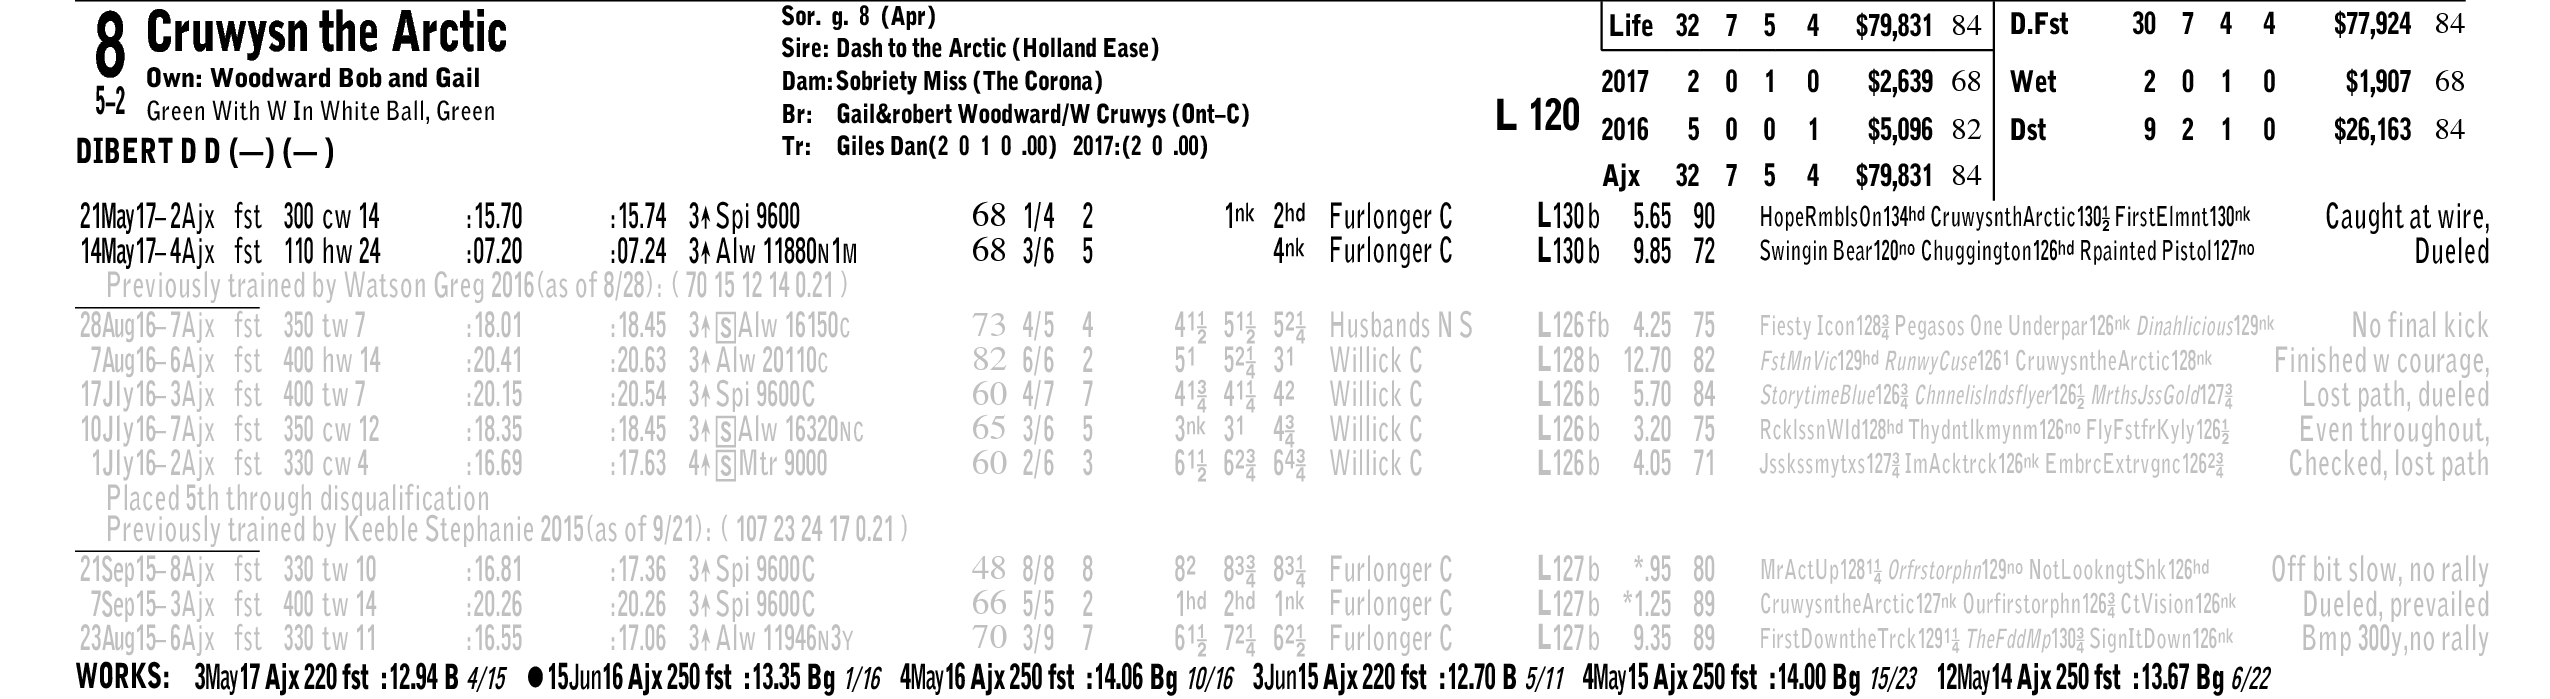 8 Cruwysn the Arctic
Own: Woodward Bob and Gail
5–2 Green With W In White Ball, Green
DIBERT D D (—) (— )
Sor. g. 8 (Apr)
Sire: Dash to the Arctic (Holland Ease)
Dam: Sobriety Miss (The Corona)
Br: Gail&robert Woodward/W Cruwys (Ont–C)
Tr: Giles Dan(2 0 1 0 .00) 2017:(2 0 .00)
L 120
Life 32 7 5 4 $79,831 84
2017 2 0 1 0 $2,639 68
2016 5 0 0 1 $5,096 82
Ajx 32 7 5 4 $79,831 84
D.Fst 30 7 4 4 $77,924 84
Wet 2 0 1 0 $1,907 68
Dst 9 2 1 0 $26,163 84
21May17–2Ajx fst 300 cw 14 :15.70 :15.74 3↑ Spi 9600 68 1/4 2 1nk 2hd Furlonger C L130 b 5.65 90 HopeRmblsOn134hd CruwysnthArctic130½ FirstElmnt130nk Caught at wire,
14May17–4Ajx fst 110 hw 24 :07.20 :07.24 3↑ Alw 11880N1M 68 3/6 5 4nk Furlonger C L130 b 9.85 72 Swingin Bear120no Chuggington126hd Rpainted Pistol127no Dueled
Previously trained by Watson Greg 2016(as of 8/28): ( 70 15 12 14 0.21 )
28Aug16–7Ajx fst 350 tw 7 :18.01 :18.45 3↑ S Alw 16150C 73 4/5 4 41½ 51½ 52¼ Husbands N S L126 fb 4.25 75 Fiesty Icon128¾ Pegasos One Underpar126nk Dinahlicious129nk No final kick
7Aug16–6Ajx fst 400 hw 14 :20.41 :20.63 3↑ Alw 20110C 82 6/6 2 51 52¼ 31 Willick C L128 b 12.70 82 FstMnVic129hd RunwyCuse1261 CruwysntheArctic128nk Finished w courage,
17Jly16–3Ajx fst 400 tw 7 :20.15 :20.54 3↑ Spi 9600C 60 4/7 7 41¾ 41¼ 42 Willick C L126 b 5.70 84 StorytimeBlue126¾ Chnnelislndsflyer126½ MrthsJssGold127¾ Lost path, dueled
10Jly16–7Ajx fst 350 cw 12 :18.35 :18.45 3↑ S Alw 16320NC 65 3/6 5 3nk 31 4¾ Willick C L126 b 3.20 75 RckIssnWld128hd Thydntlkmynm126no FlyFstfrKyly126½ Even throughout,
1Jly16–2Ajx fst 330 cw 4 :16.69 :17.63 4↑ S Mtr 9000 60 2/6 3 61½ 62¾ 64¾ Willick C L126 b 4.05 71 Jsskssmytxs127¾ ImAcktrck126nk EmbrcExtrvgnc1262¾ Checked, lost path
Placed 5th through disqualification
Previously trained by Keeble Stephanie 2015(as of 9/21): ( 107 23 24 17 0.21 )
21Sep15–8Ajx fst 330 tw 10 :16.81 :17.36 3↑ Spi 9600C 48 8/8 8 82 83¾ 83¼ Furlonger C L127 b *.95 80 MrActUp1281¼ Orfrstorphn129no NotLookngtShk126hd Off bit slow, no rally
7Sep15–3Ajx fst 400 tw 14 :20.26 :20.26 3↑ Spi 9600C 66 5/5 2 1hd 2hd 1nk Furlonger C L127 b *1.25 89 CruwysntheArctic127nk Ourfirstorphn126¾ CtVision126nk Dueled, prevailed
23Aug15–6Ajx fst 330 tw 11 :16.55 :17.06 3↑ Alw 11946N3Y 70 3/9 7 61½ 72¼ 62½ Furlonger C L127 b 9.35 89 FirstDowntheTrck1291¼ TheFddMp130¾ SignItDown126nk Bmp 300y,no rally
WORKS: 3May17 Ajx 220 fst :12.94 B 4/15 ●15Jun16 Ajx 250 fst :13.35 Bg 1/16 4May16 Ajx 250 fst :14.06 Bg 10/16 3Jun15 Ajx 220 fst :12.70 B 5/11 4May15 Ajx 250 fst :14.00 Bg 15/23 12May14 Ajx 250 fst :13.67 Bg 6/22